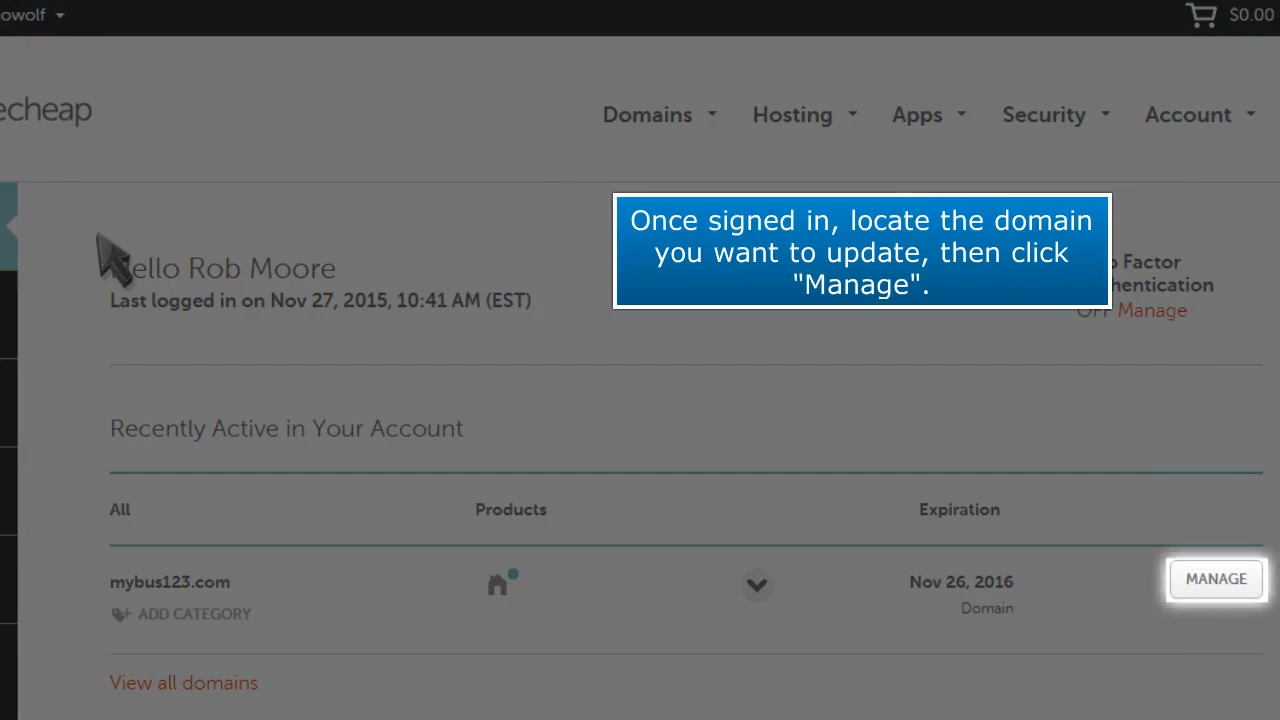 owolf
$0.00
echeap
Domains
Hosting
Apps
Security
Account
Once signed in, locate the domain
you want to update, then click
"Manage".
ello Rob Moore
Last logged in on Nov 27, 2015, 10:41 AM (EST)
o Factor
hentication
OFF Manage
Recently Active in Your Account
All
Products
Expiration
mybus123.com
Nov 26, 2016
MANAGE
ADD CATEGORY
Domain
View all domains